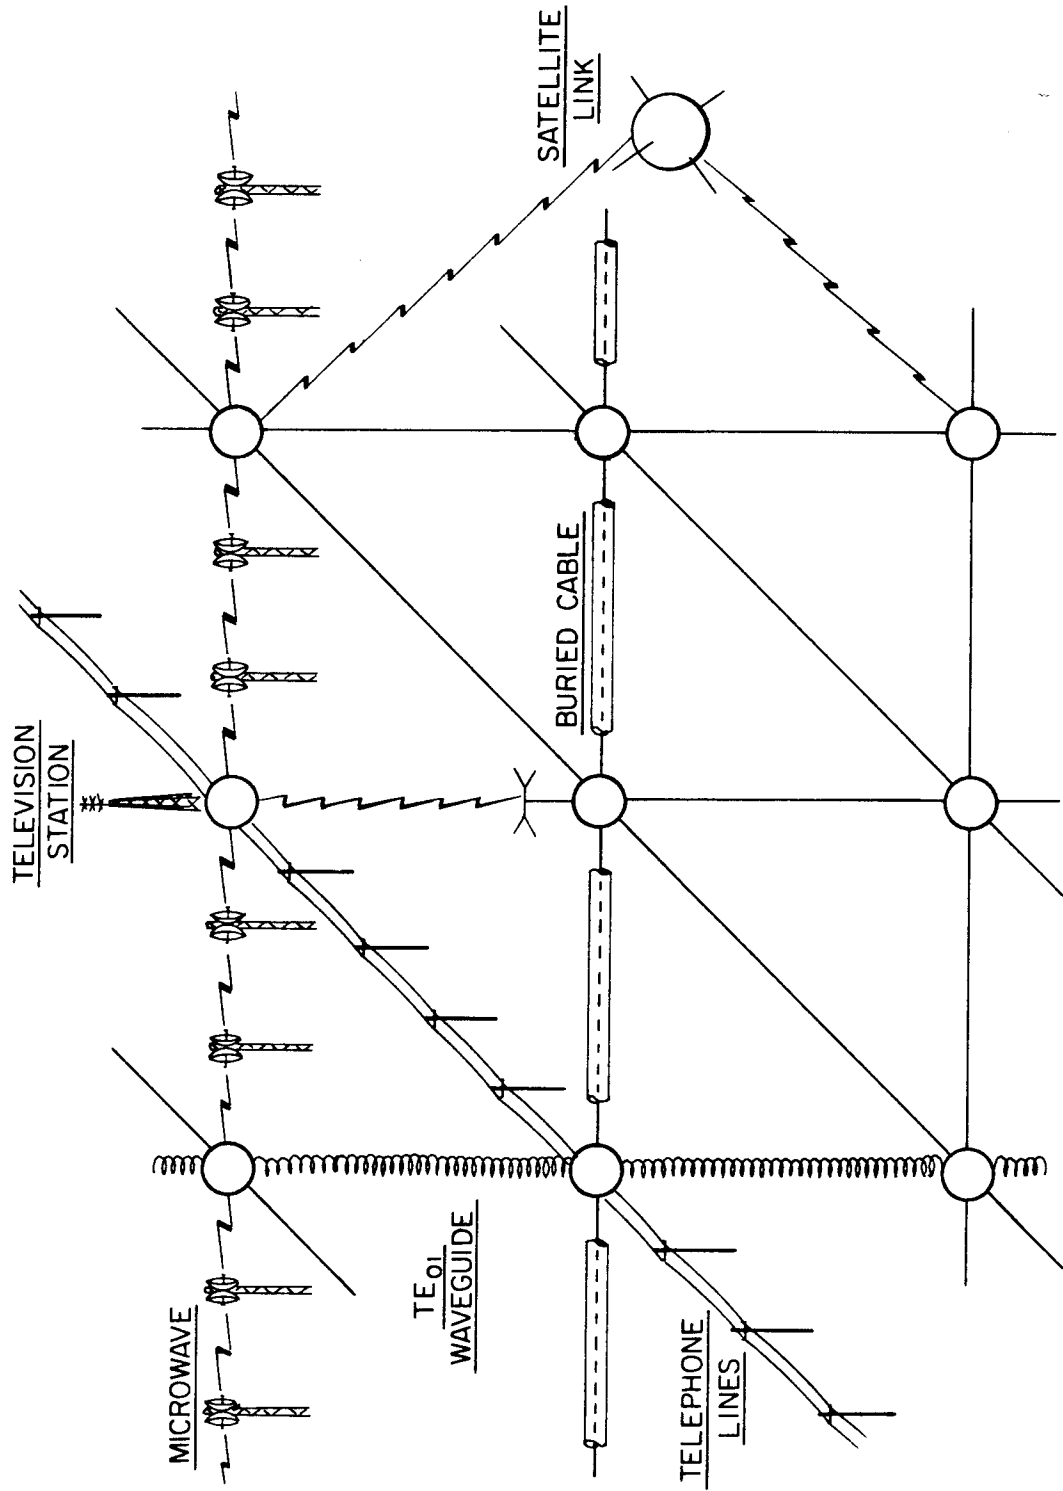 TELEVISION
STATION
SATELLITE
LINK
MICROWAVE
BURIED CABLE
TE01
WAVEGUIDE
TELEPHONE
LINES